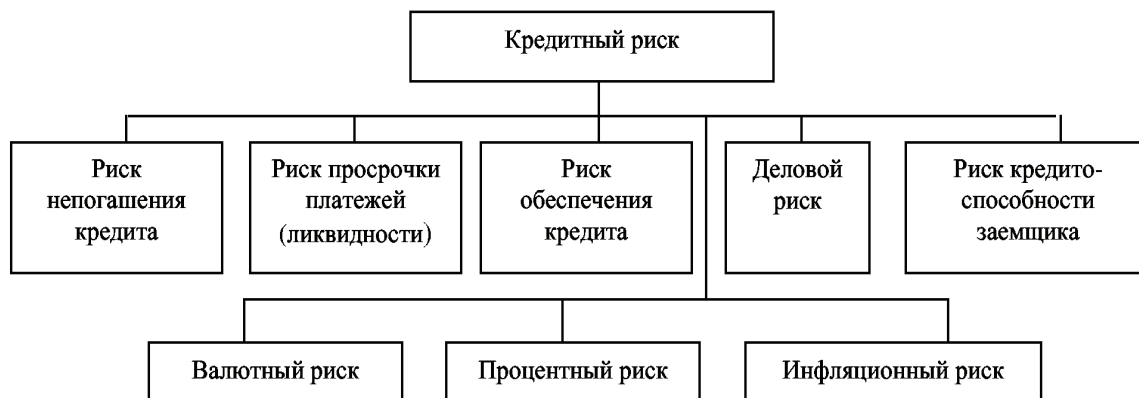 Кредитный риск
Риск
непогашения
кредита
Риск просрочки
платежей
(ликвидности)
Риск
обеспечения
кредита
Деловой
риск
Риск кредито-
способности
заемщика
Валютный риск
Процентный риск
Инфляционный риск